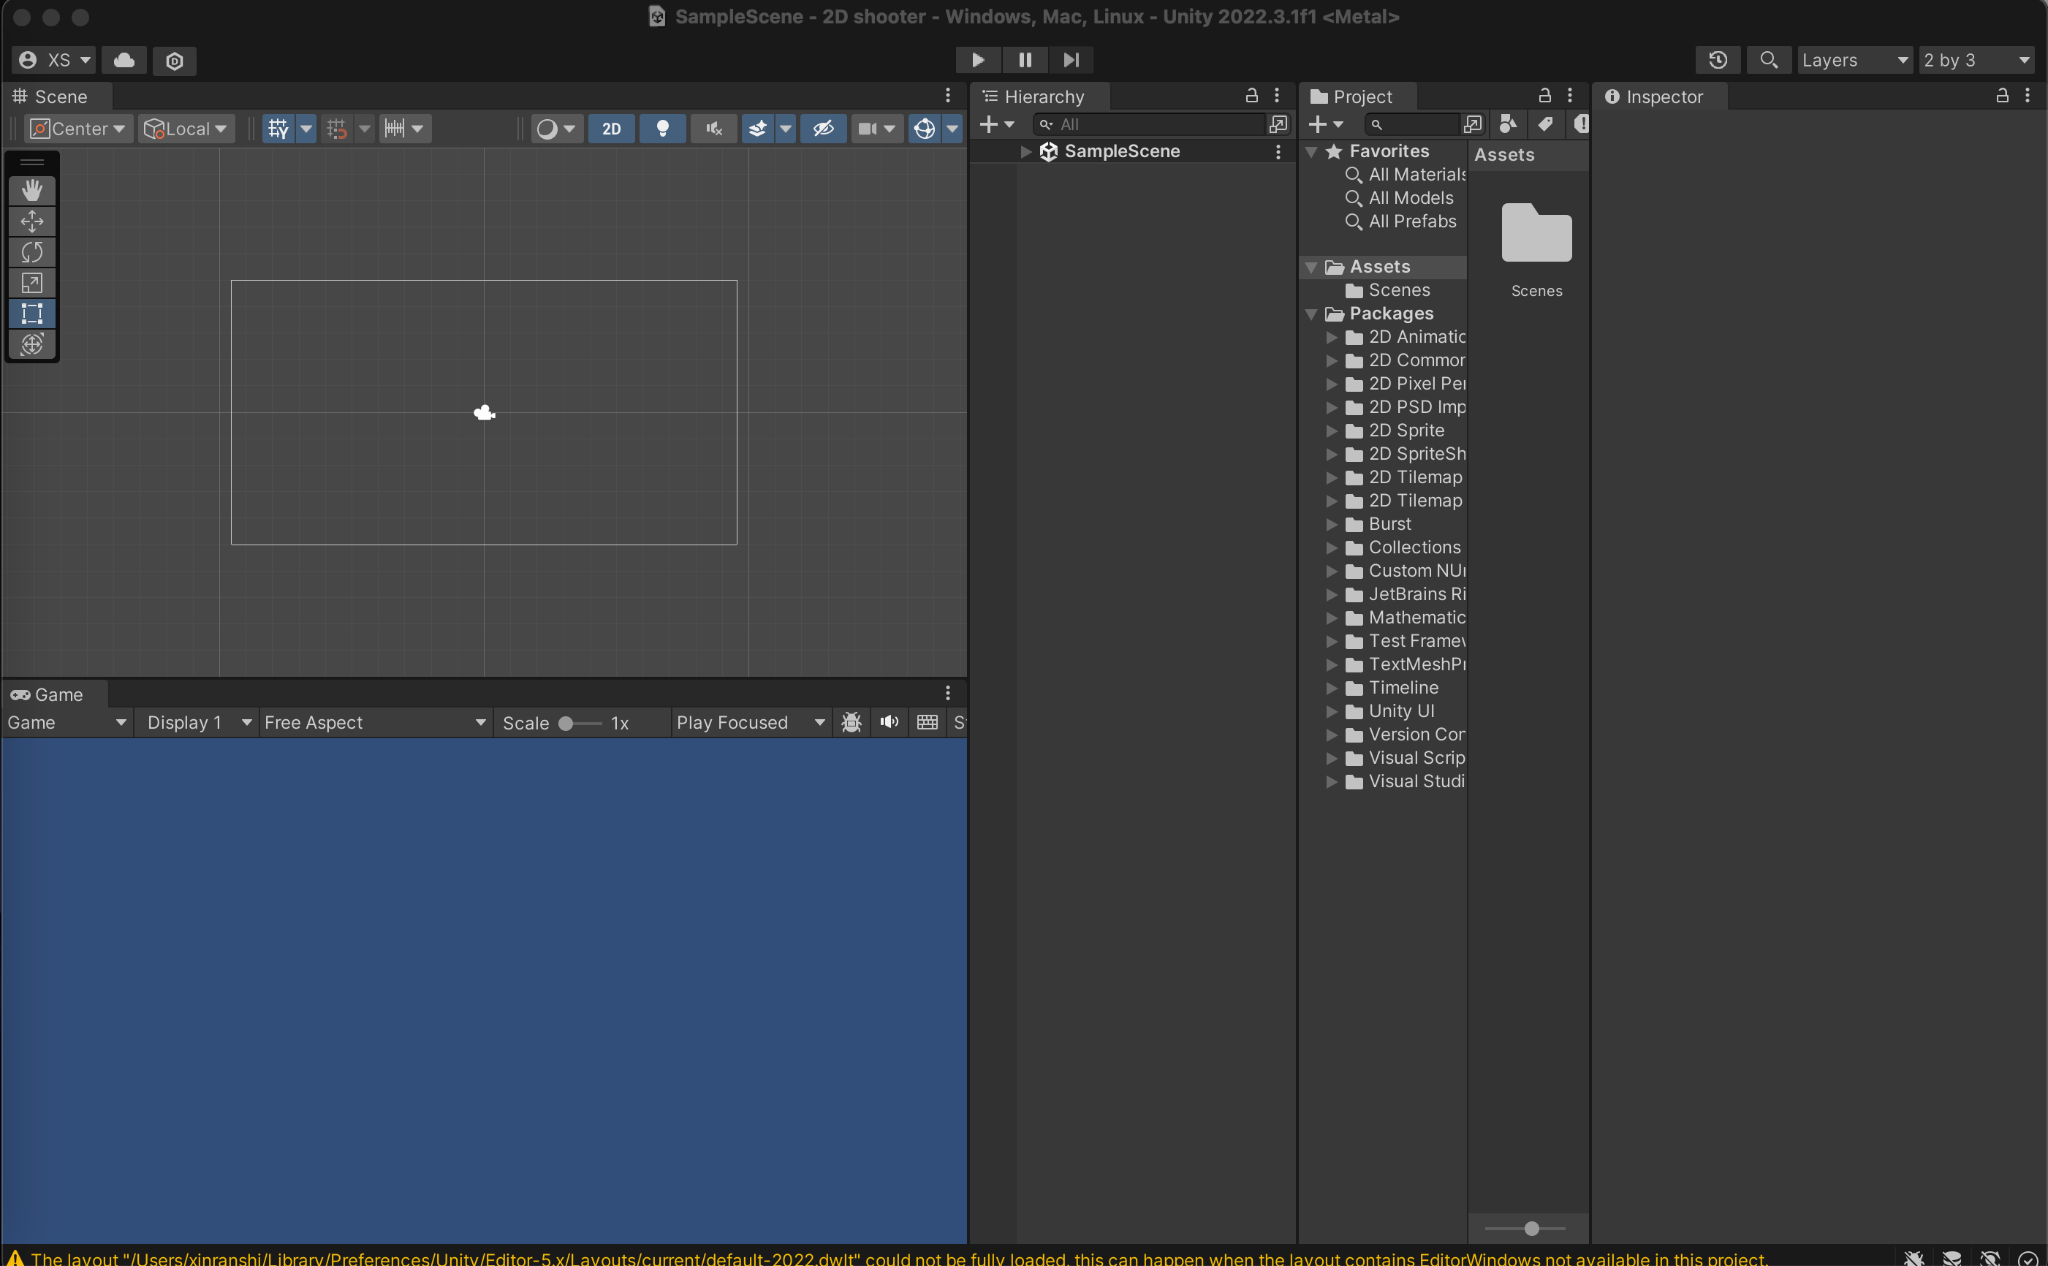 SampleScene - 2D shooter - Windows, Mac, Linux - Unity 2022.3.1f1 <Metal>
XS
Layers
2 by 3
Scene
Center
Local
2D
Game
Game
Display 1
Free Aspect
Scale
1x
Play Focused
Hierarchy
All
SampleScene
Project
Favorites
All Materials
All Models
All Prefabs
Assets
Scenes
Packages
2D Animatic
2D Common
2D Pixel Per
2D PSD Imp
2D Sprite
2D SpriteSh
2D Tilemap
2D Tilemap
Burst
Collections
Custom NU
JetBrains Ri
Mathematic
Test Framew
TextMeshPr
Timeline
Unity UI
Version Con
Visual Scrip
Visual Studi
Assets
Scenes
Inspector
The layout "/Users/xinranshi/Library/Preferences/Unity/Editor-5.x/Layouts/current/default-2022.dwlt" could not be fully loaded, this can happen when the layout contains EditorWindows not available in this project.